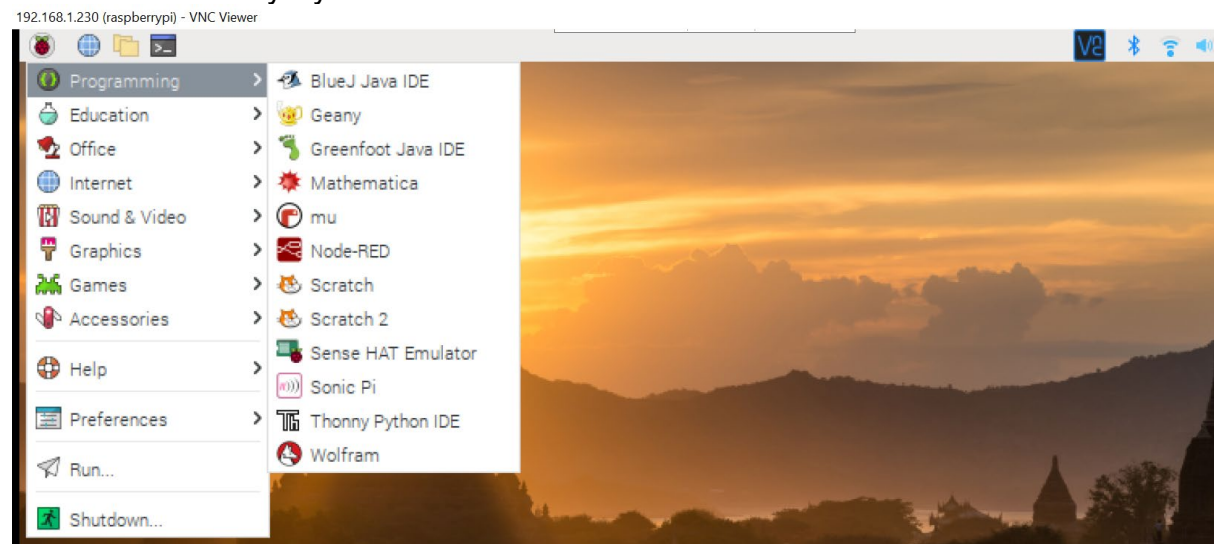 192.168.1.230 (raspberrypi) - VNC Viewer
Programming
Education
Office
Internet
Sound & Video
Graphics
Games
Accessories
Help
Preferences
Run...
Shutdown...
BlueJ Java IDE
Geany
Greenfoot Java IDE
Mathematica
mu
Node-RED
Scratch
Scratch 2
Sense HAT Emulator
Sonic Pi
Thonny Python IDE
Wolfram